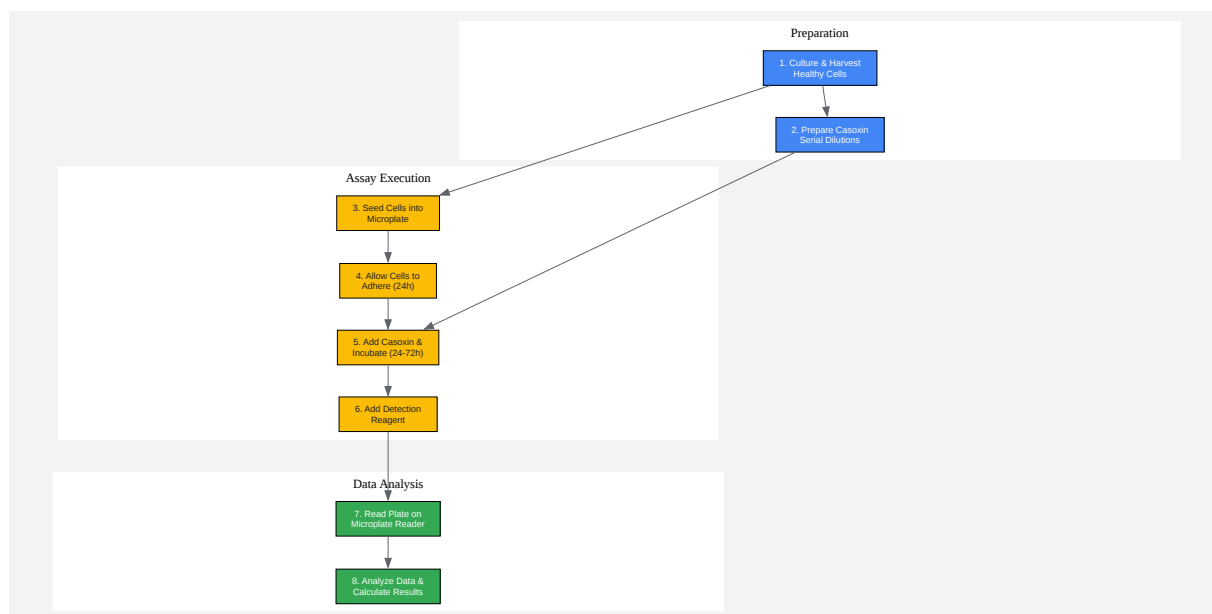 Preparation
1. Culture & Harvest
Healthy Cells
2. Prepare Casoxin
Serial Dilutions
Assay Execution
3. Seed Cells into
Microplate
4. Allow Cells to
Adhere (24h)
5. Add Casoxin &
Incubate (24-72h)
6. Add Detection
Reagent
Data Analysis
7. Read Plate on
Microplate Reader
8. Analyze Data &
Calculate Results